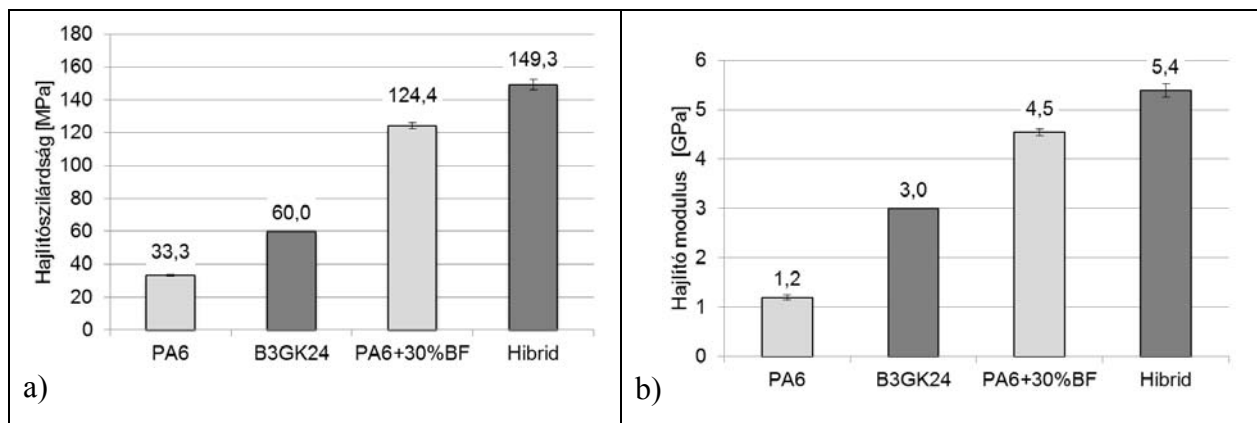 Hajlítószilárdság [MPa]
180
160
140
120
100
80
60
40
20
0
33,3
60,0
124,4
149,3
PA6
B3GK24
PA6+30%BF
Hibrid
a)
Hajlító modulus [GPa]
6
5
4
3
2
1
0
1,2
3,0
4,5
5,4
PA6
B3GK24
PA6+30%BF
Hibrid
b)